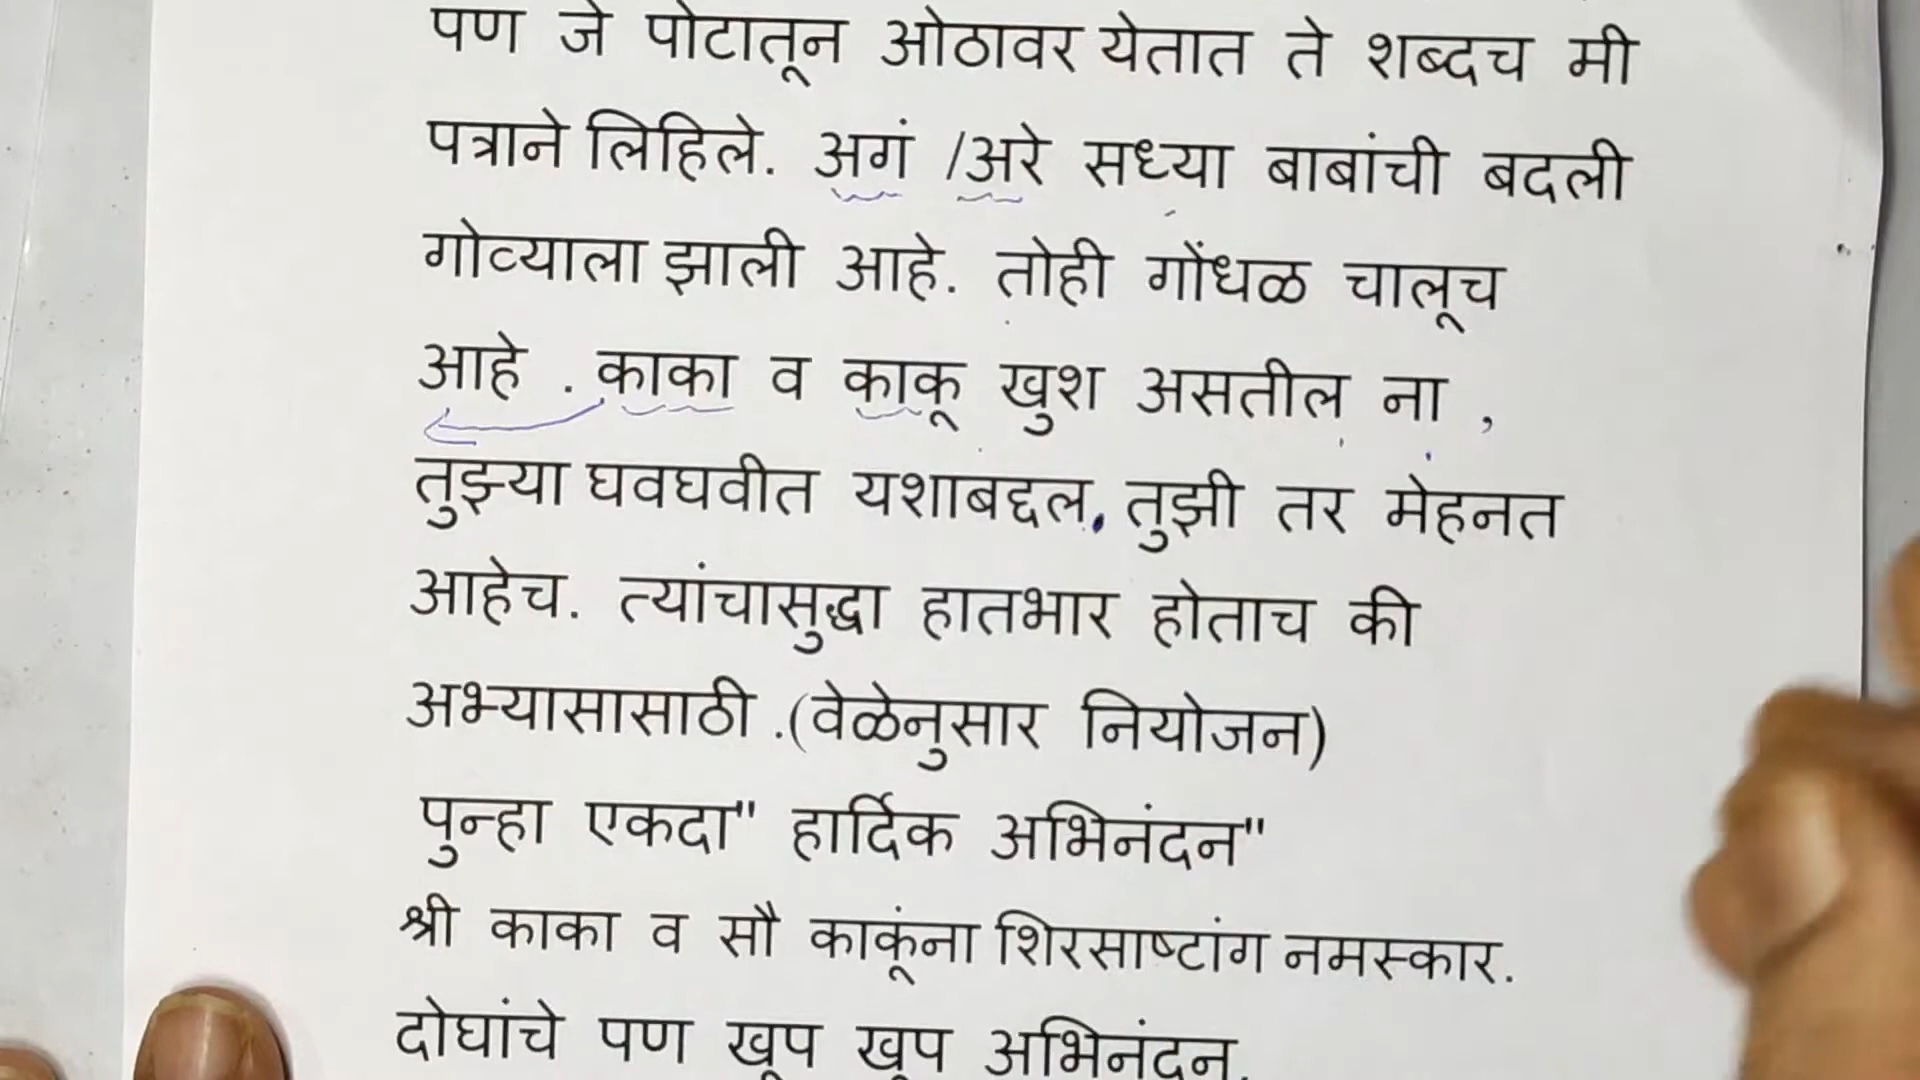 पण जे पोटातून ओठावर येतात ते शब्दच मी
पत्राने लिहिले. अगं /अरे सध्या बाबांची बदली
गोव्याला झाली आहे. तोही गोंधळ चालूच
आहे . काका व काकू खुश असतील ना ,
तुझ्या घवघवीत यशाबद्दल. तुझी तर मेहनत
आहेच. त्यांचासुद्धा हातभार होताच की
अभ्यासासाठी .(वेळेनुसार नियोजन)
पुन्हा एकदा" हार्दिक अभिनंदन"
श्री काका व सौ काकूंना शिरसाष्टांग नमस्कार.
दोघांचे पण खूप खूप अभिनंदन.